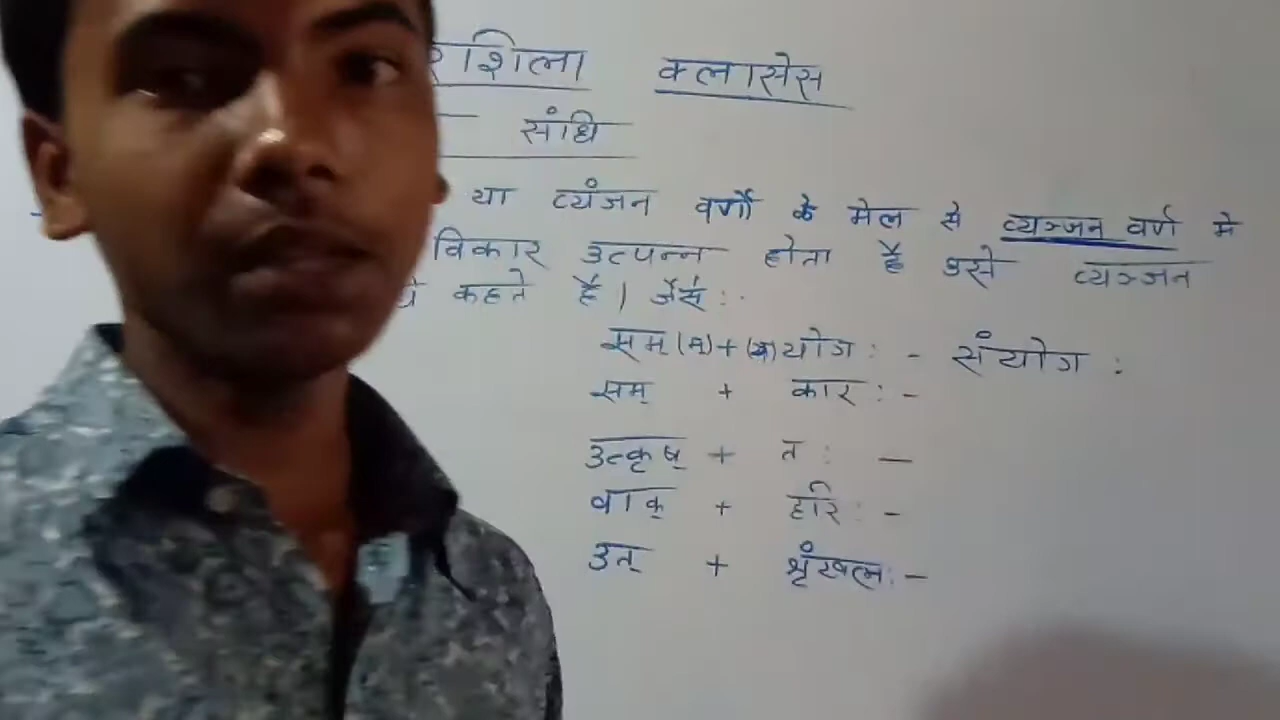 शिला क्लासेस
संधि
या व्यंजन वर्णों के मेल से व्यञ्जन वर्ण मे
विकार उत्पन्न होता है उसे व्यञ्जन
कहते है। जैसे :-
सम् (म्) + (य) योग : - संयोग :
सम् + कार : -
उत्कृष् + त : —
वाक् + हरि : -
उत् + शृंखल : -